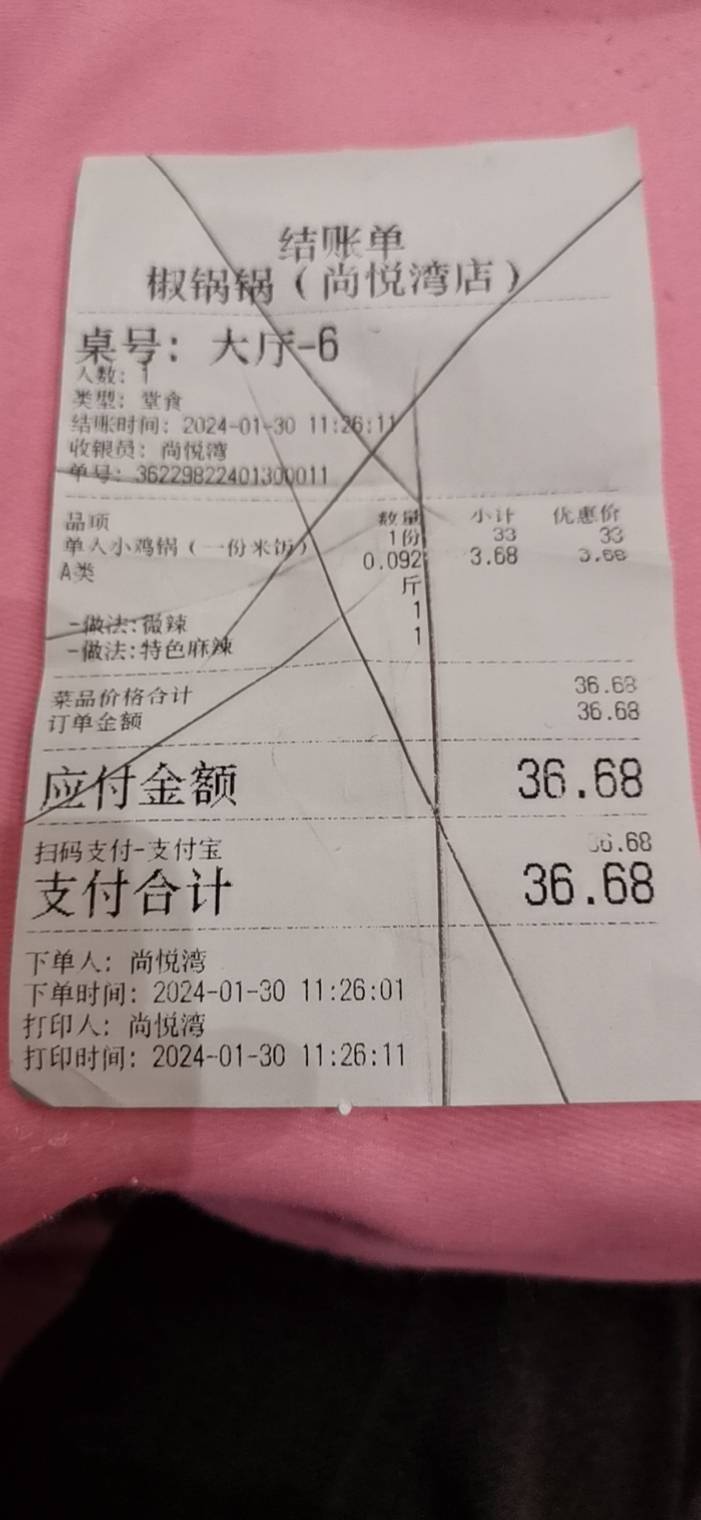 结账单
椒锅锅（尚悦湾店）
桌号：大厅-6
人数：1
类型：堂食
结账时间：2024-01-30 11:26:11
收银员：尚悦湾
单号：36229822401300011
品项 数量 小计 优惠价
单人小鸡锅（一份米饭） 1份 33 33
A类 0.092斤 3.68 3.68
-做法:微辣 1
-做法:特色麻辣 1
菜品价格合计 36.68
订单金额 36.68
应付金额 36.68
扫码支付-支付宝 36.68
支付合计 36.68
下单人：尚悦湾
下单时间：2024-01-30 11:26:01
打印人：尚悦湾
打印时间：2024-01-30 11:26:11